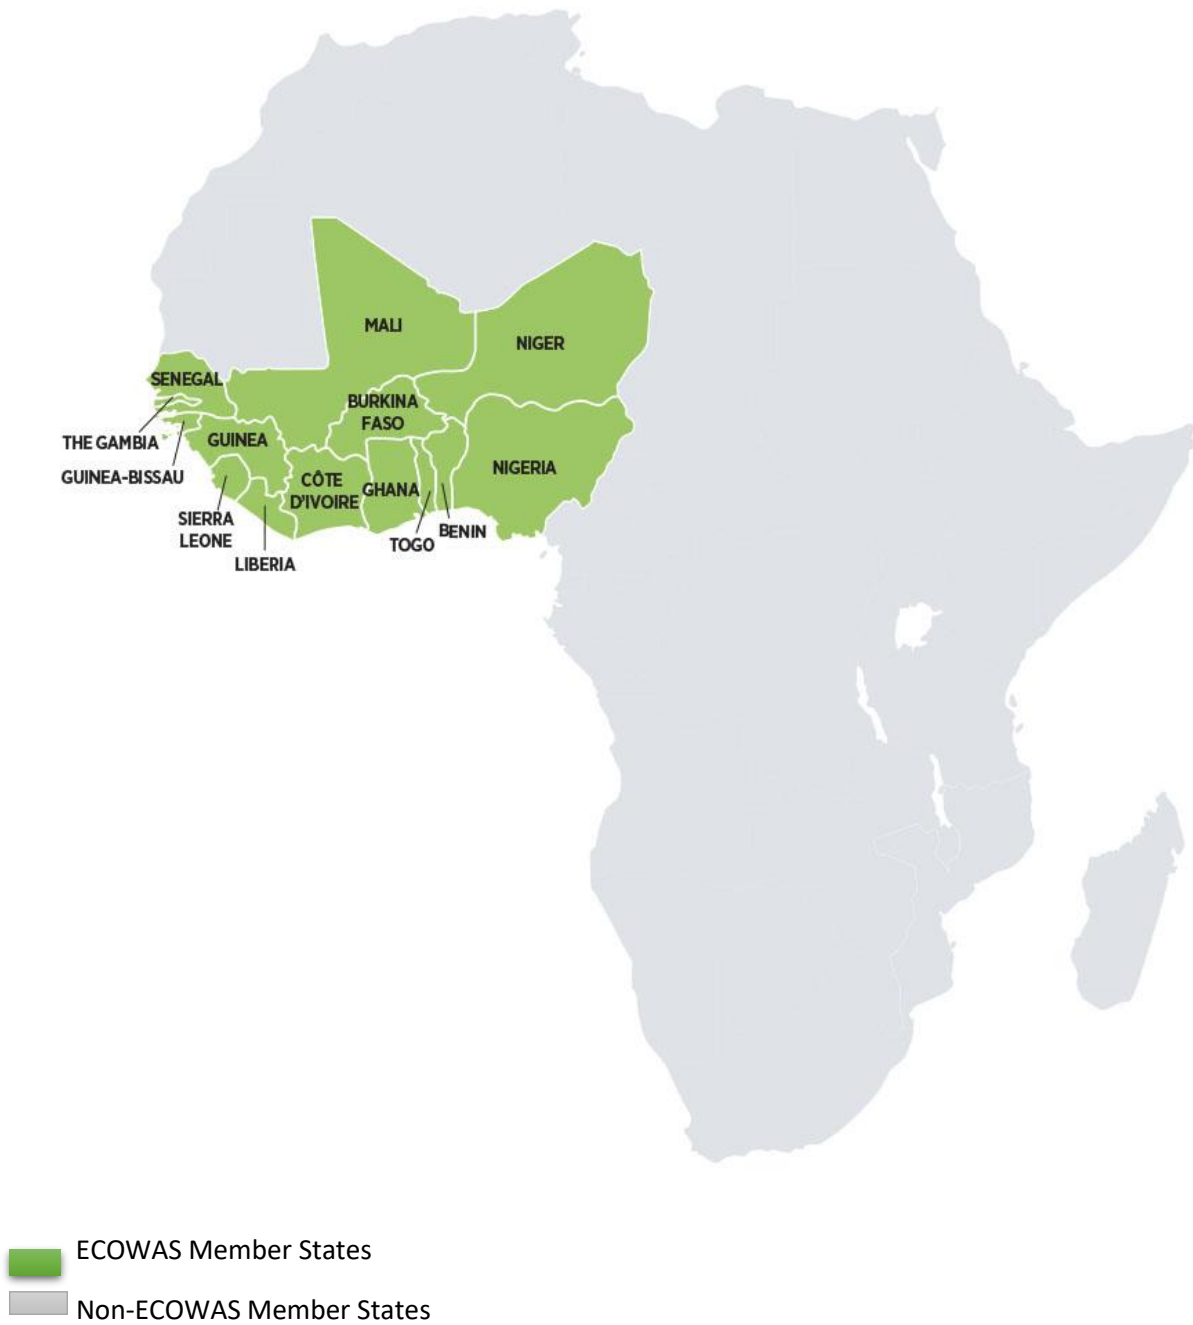 MALI
NIGER
SENEGAL
BURKINA
FASO
THE GAMBIA
GUINEA
GUINEA-BISSAU
NIGERIA
CÔTE
D'IVOIRE
GHANA
SIERRA
LEONE
BENIN
TOGO
LIBERIA
ECOWAS Member States
Non-ECOWAS Member States